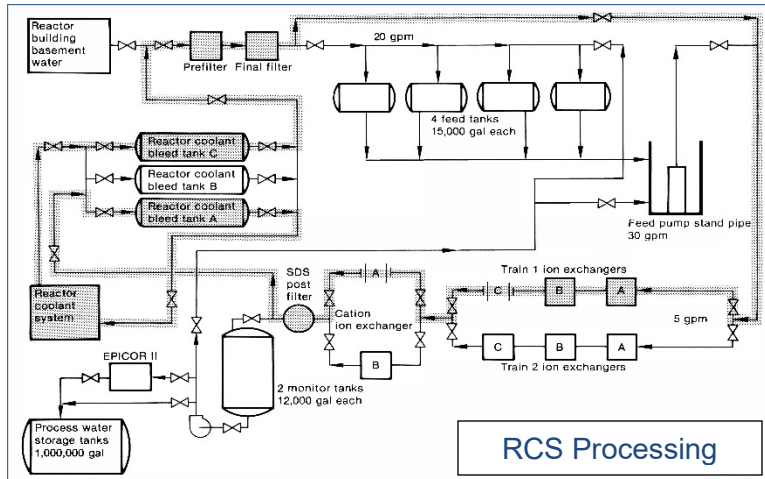 Reactor
building
basement
water
Prefilter
Final filter
20 gpm
4 feed tanks
15,000 gal each
Reactor coolant
bleed tank C
Reactor coolant
bleed tank B
Reactor coolant
bleed tank A
Feed pump stand pipe
30 gpm
Reactor
coolant
system
SDS
post
filter
A
Cation
ion exchanger
B
Train 1 ion exchangers
C
B
A
5 gpm
C
B
A
Train 2 ion exchangers
EPICOR II
2 monitor tanks
12,000 gal each
Process water
storage tanks
1,000,000 gal
RCS Processing